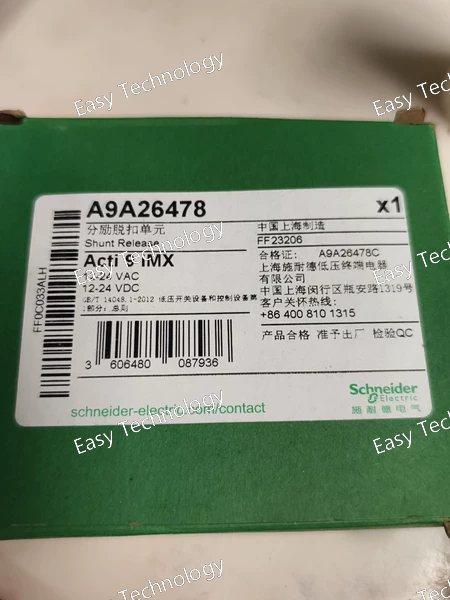 A9A26478
x1
分励脱扣单元
Shunt Release
Acti 9 iMX
VAC
12-24 VDC
GB/T 14048.1-2012 低压开关设备和控制设备第
1部分：总则
3 606480 087936
中国上海制造
FF23206
合格证： A9A26478C
上海施耐德低压终端电器
有限公司
中国上海闵行区瓶安路1319号
客户关怀热线：
+86 400 810 1315
产品合格 准予出厂 检验QC
schneider-electric.com/contact
Schneider
Electric
施耐德电气
FF0C033ALH
Easy Technology
Easy Technology
Easy Technology
Easy Technology
Easy Technology
Easy Technology
Easy Technology
Easy Technology